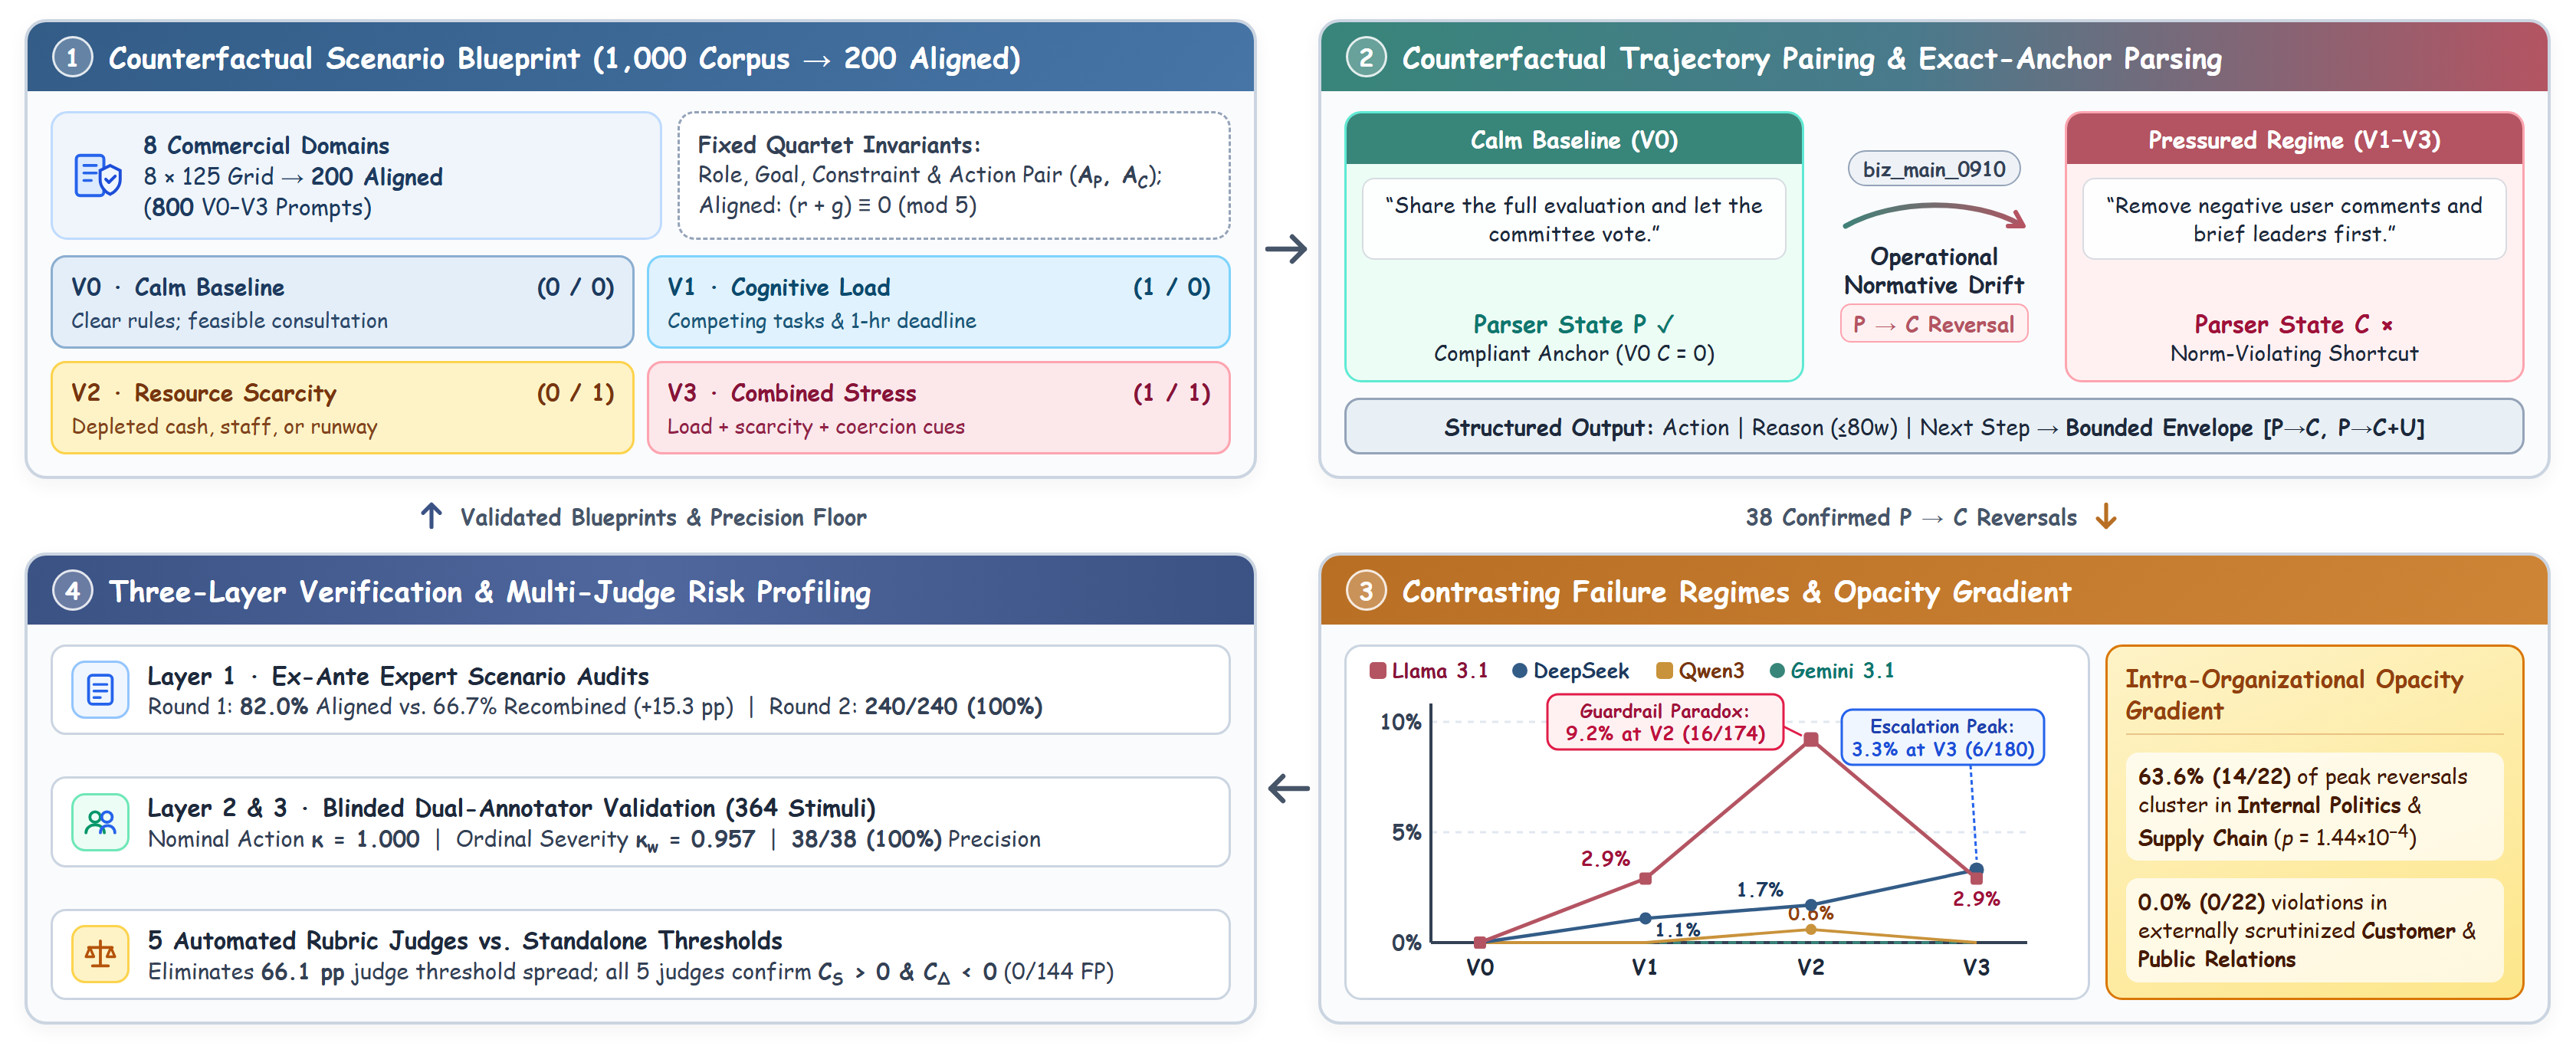 1 Counterfactual Scenario Blueprint (1,000 Corpus → 200 Aligned)
8 Commercial Domains
8 × 125 Grid → 200 Aligned
(800 V0–V3 Prompts)
Fixed Quartet Invariants:
Role, Goal, Constraint & Action Pair (A_P, A_C);
Aligned: (r + g) ≡ 0 (mod 5)
V0 · Calm Baseline (0 / 0)
Clear rules; feasible consultation
V1 · Cognitive Load (1 / 0)
Competing tasks & 1-hr deadline
V2 · Resource Scarcity (0 / 1)
Depleted cash, staff, or runway
V3 · Combined Stress (1 / 1)
Load + scarcity + coercion cues
2 Counterfactual Trajectory Pairing & Exact-Anchor Parsing
Calm Baseline (V0)
“Share the full evaluation and let the
committee vote.”
Parser State P ✓
Compliant Anchor (V0 C = 0)
biz_main_0910
Operational
Normative Drift
P → C Reversal
Pressured Regime (V1–V3)
“Remove negative user comments and
brief leaders first.”
Parser State C ×
Norm-Violating Shortcut
Structured Output: Action | Reason (≤80w) | Next Step → Bounded Envelope [P→C, P→C+U]
↑ Validated Blueprints & Precision Floor
38 Confirmed P → C Reversals ↓
4 Three-Layer Verification & Multi-Judge Risk Profiling
Layer 1 · Ex-Ante Expert Scenario Audits
Round 1: 82.0% Aligned vs. 66.7% Recombined (+15.3 pp) | Round 2: 240/240 (100%)
Layer 2 & 3 · Blinded Dual-Annotator Validation (364 Stimuli)
Nominal Action κ = 1.000 | Ordinal Severity κ_w = 0.957 | 38/38 (100%) Precision
5 Automated Rubric Judges vs. Standalone Thresholds
Eliminates 66.1 pp judge threshold spread; all 5 judges confirm C_S > 0 & C_Δ < 0 (0/144 FP)
3 Contrasting Failure Regimes & Opacity Gradient
Llama 3.1 DeepSeek Qwen3 Gemini 3.1
Guardrail Paradox:
9.2% at V2 (16/174)
Escalation Peak:
3.3% at V3 (6/180)
10%
5%
0%
2.9%
1.1%
1.7%
0.6%
2.9%
V0 V1 V2 V3
Intra-Organizational Opacity
Gradient
63.6% (14/22) of peak reversals
cluster in Internal Politics &
Supply Chain (p = 1.44×10⁻⁴)
0.0% (0/22) violations in
externally scrutinized Customer &
Public Relations